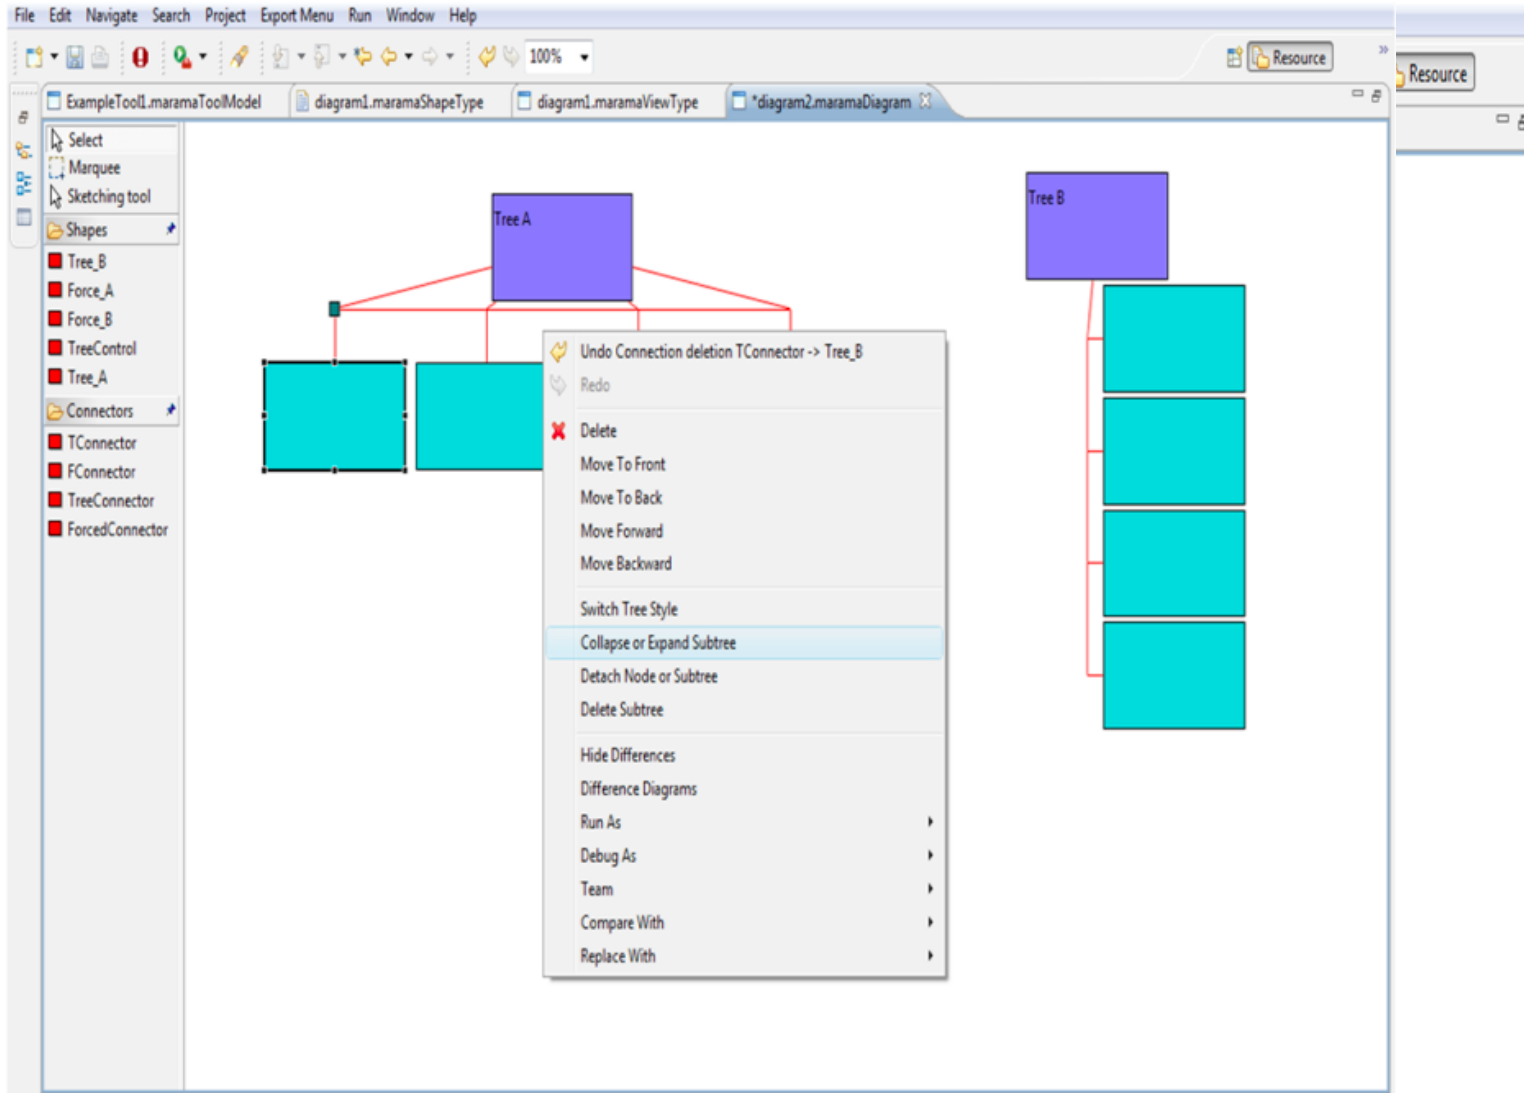 File Edit Navigate Search Project Export Menu Run Window Help
100%
Resource
Resource
ExampleTool1.maramaToolModel
diagram1.maramaShapeType
diagram1.maramaViewType
*diagram2.maramaDiagram
Select
Marquee
Sketching tool
Shapes
Tree_B
Force_A
Force_B
TreeControl
Tree_A
Connectors
TConnector
FConnector
TreeConnector
ForcedConnector
Tree A
Tree B
Undo Connection deletion TConnector -> Tree_B
Redo
Delete
Move To Front
Move To Back
Move Forward
Move Backward
Switch Tree Style
Collapse or Expand Subtree
Detach Node or Subtree
Delete Subtree
Hide Differences
Difference Diagrams
Run As
Debug As
Team
Compare With
Replace With